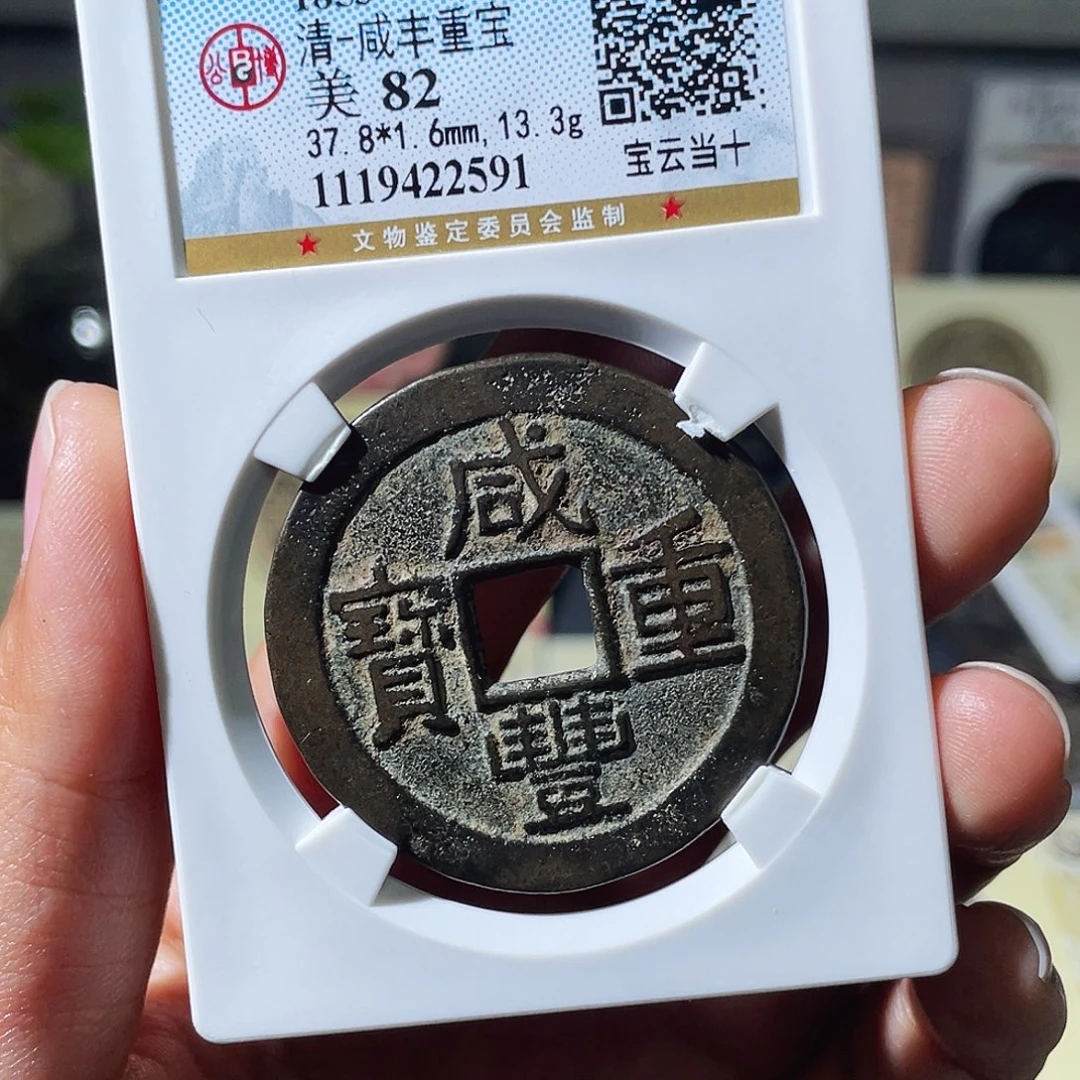 清-咸丰重宝
美 82
37.8*1.6mm,13.3g
宝云当十
1119422591
文物鉴定委员会监制
咸豐重寶